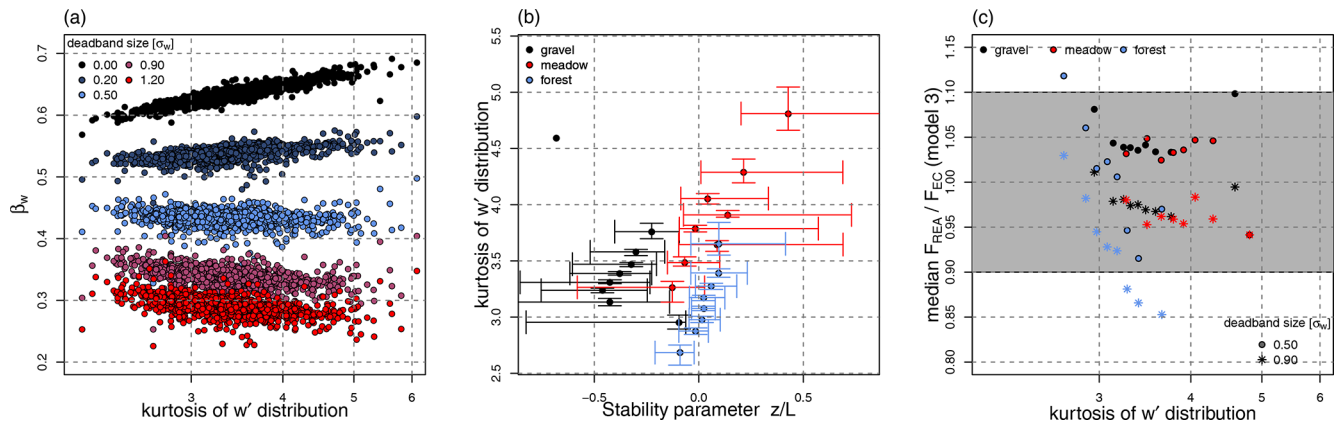 (a)
deadband size [σw]
0.00
0.20
0.50
0.90
1.20
βw
0.7
0.6
0.5
0.4
0.3
0.2
3
4
5
6
kurtosis of w′ distribution
(b)
gravel
meadow
forest
kurtosis of w′ distribution
5.5
5.0
4.5
4.0
3.5
3.0
2.5
−0.5
0.0
0.5
Stability parameter z/L
(c)
gravel
meadow
forest
median FREA / FEC (model 3)
1.15
1.10
1.05
1.00
0.95
0.90
0.85
0.80
deadband size [σw]
0.50
0.90
3
4
5
6
kurtosis of w′ distribution